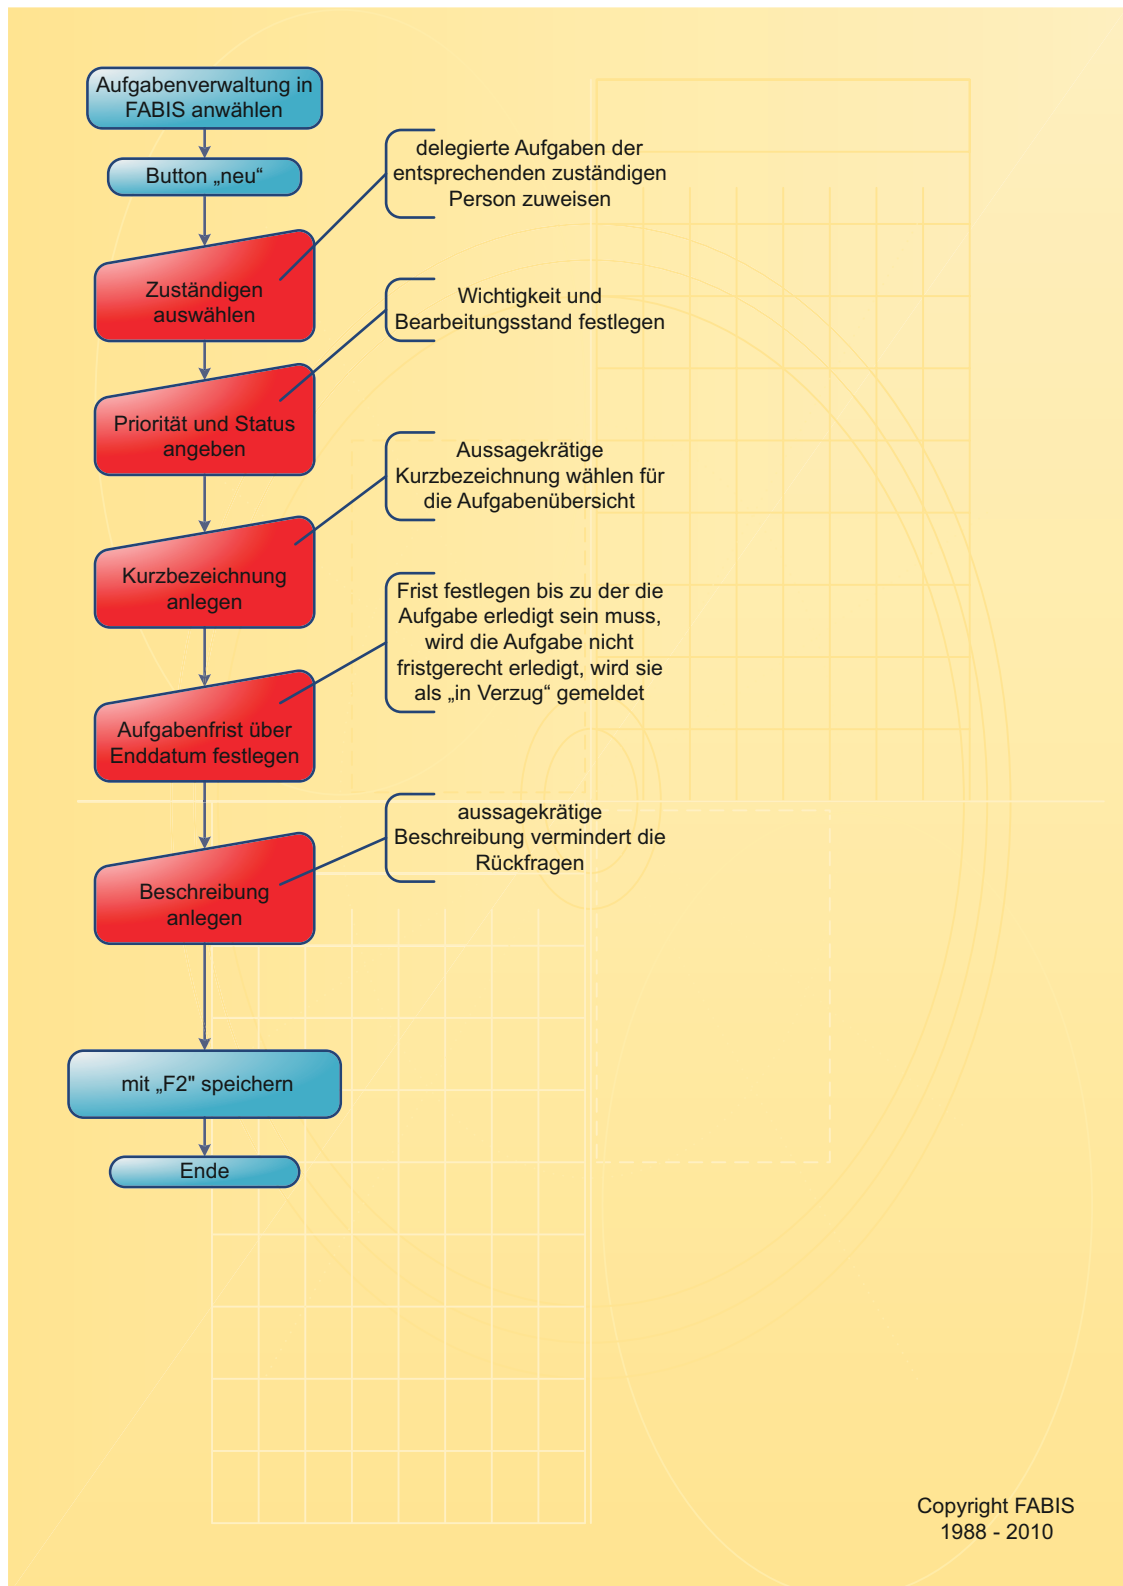 Aufgabenverwaltung in
FABIS anwählen
Button „neu“
delegierte Aufgaben der
entsprechenden zuständigen
Person zuweisen
Zuständigen
auswählen
Wichtigkeit und
Bearbeitungsstand festlegen
Priorität und Status
angeben
Aussagekrätige
Kurzbezeichnung wählen für
die Aufgabenübersicht
Kurzbezeichnung
anlegen
Frist festlegen bis zu der die
Aufgabe erledigt sein muss,
wird die Aufgabe nicht
fristgerecht erledigt, wird sie
als „in Verzug“ gemeldet
Aufgabenfrist über
Enddatum festlegen
aussagekrätige
Beschreibung vermindert die
Rückfragen
Beschreibung
anlegen
mit „F2" speichern
Ende
Copyright FABIS
1988 - 2010